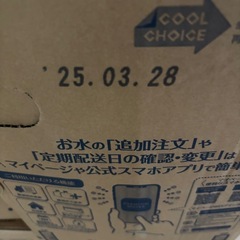 COOL
CHOICE
'25.03.28
お水の「追加注文」や
「定期配送日の確認・変更」は
マイページや公式スマホアプリで簡単